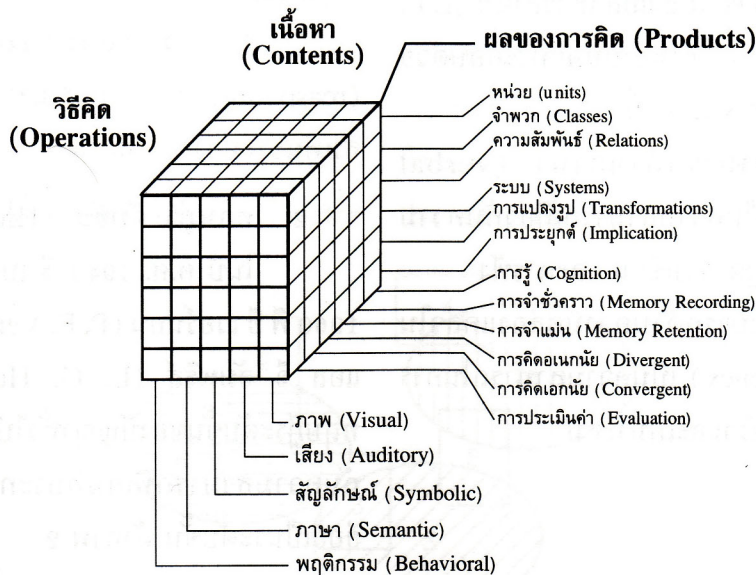 เนื้อหา
(Contents)
ผลของการคิด (Products)
วิธีคิด
(Operations)
หน่วย (units)
จำพวก (Classes)
ความสัมพันธ์ (Relations)
ระบบ (Systems)
การแปลงรูป (Transformations)
การประยุกต์ (Implication)
การรู้ (Cognition)
การจำชั่วคราว (Memory Recording)
การจำแม่น (Memory Retention)
การคิดอเนกนัย (Divergent)
การคิดเอกนัย (Convergent)
การประเมินค่า (Evaluation)
ภาพ (Visual)
เสียง (Auditory)
สัญลักษณ์ (Symbolic)
ภาษา (Semantic)
พฤติกรรม (Behavioral)